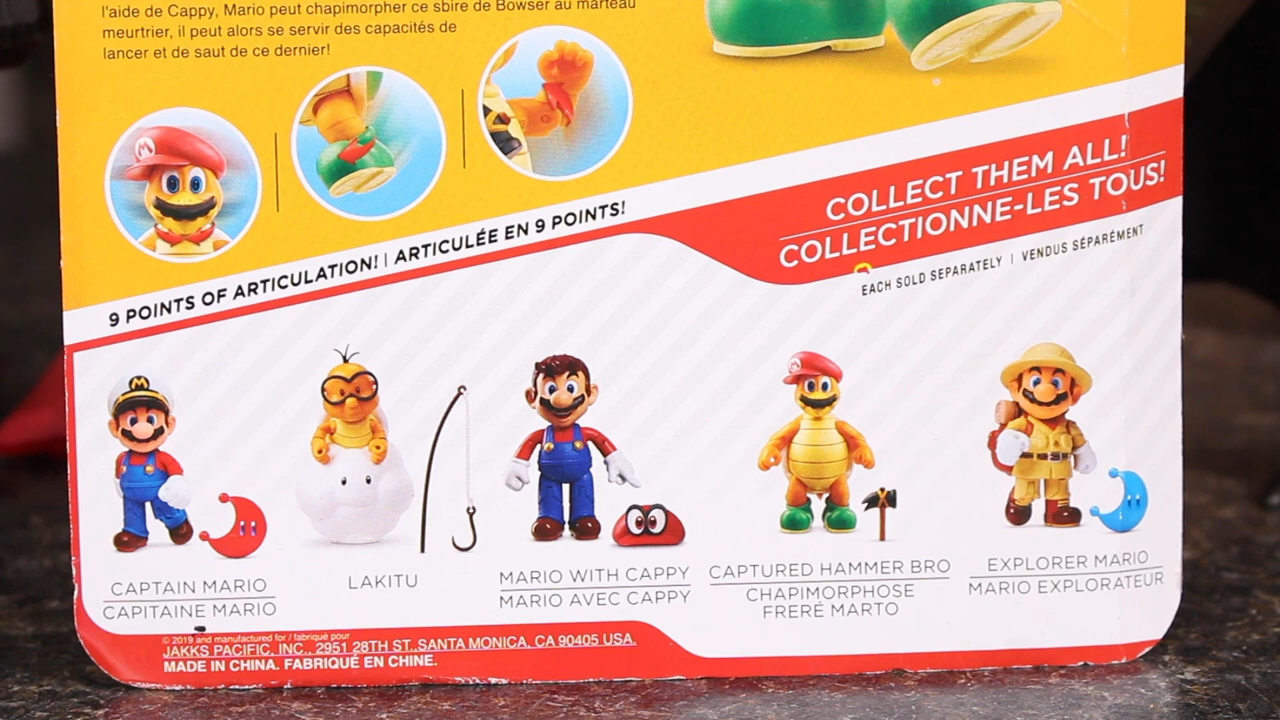 l'aide de Cappy, Mario peut chapimorpher ce sbire de Bowser au marteau
meurtrier, il peut alors se servir des capacités de
lancer et de saut de ce dernier!
M
9 POINTS OF ARTICULATION! | ARTICULÉE EN 9 POINTS!
COLLECT THEM ALL!
COLLECTIONNE-LES TOUS!
EACH SOLD SEPARATELY | VENDUS SÉPARÉMENT
M
M
CAPTAIN MARIO
CAPITAINE MARIO
LAKITU
MARIO WITH CAPPY
MARIO AVEC CAPPY
CAPTURED HAMMER BRO
CHAPIMORPHOSE
FRERÉ MARTO
EXPLORER MARIO
MARIO EXPLORATEUR
© 2019 and manufactured for / fabriqué pour
JAKKS PACIFIC, INC., 2951 28TH ST.,SANTA MONICA, CA 90405 USA.
MADE IN CHINA. FABRIQUÉ EN CHINE.